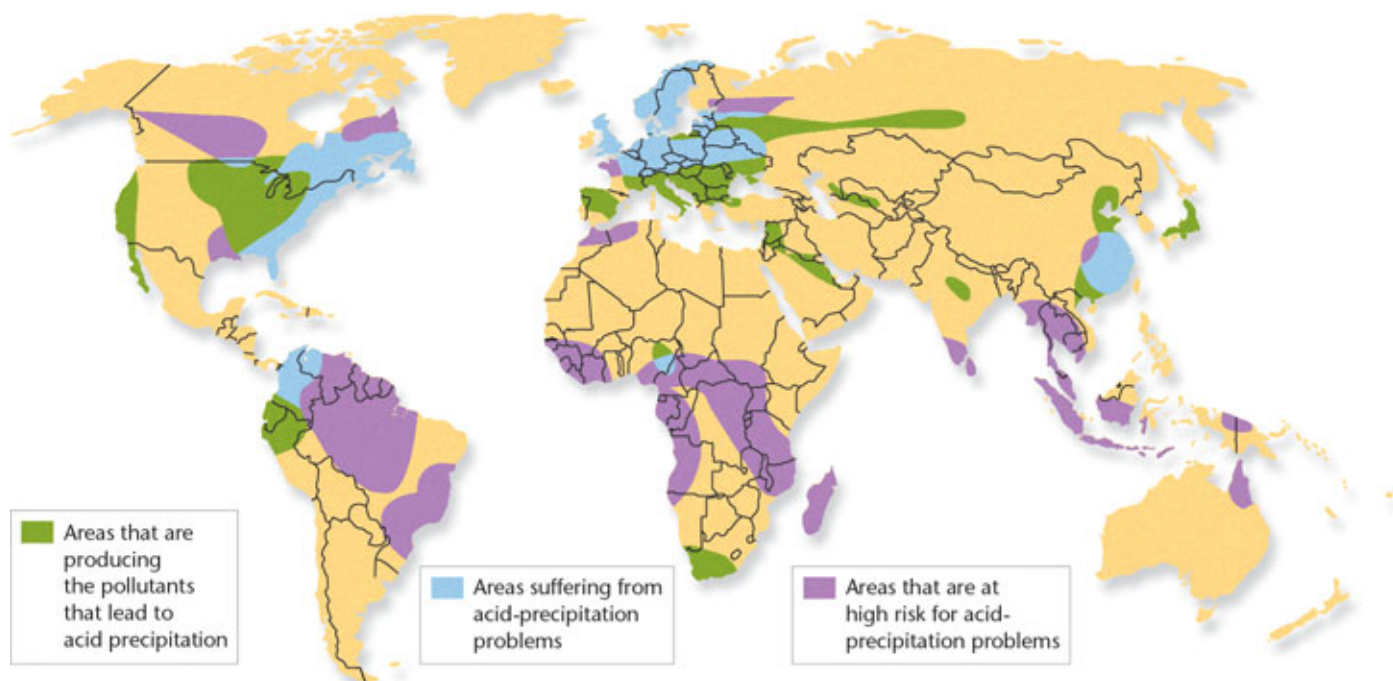 Areas that are
producing
the pollutants
that lead to
acid precipitation
Areas suffering from
acid-precipitation
problems
Areas that are at
high risk for acid-
precipitation problems